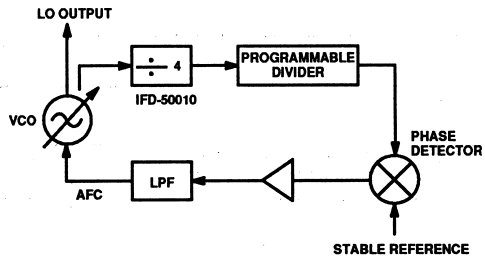 LO OUTPUT
÷ 4
PROGRAMMABLE
DIVIDER
IFD-50010
VCO
PHASE
DETECTOR
LPF
AFC
STABLE REFERENCE